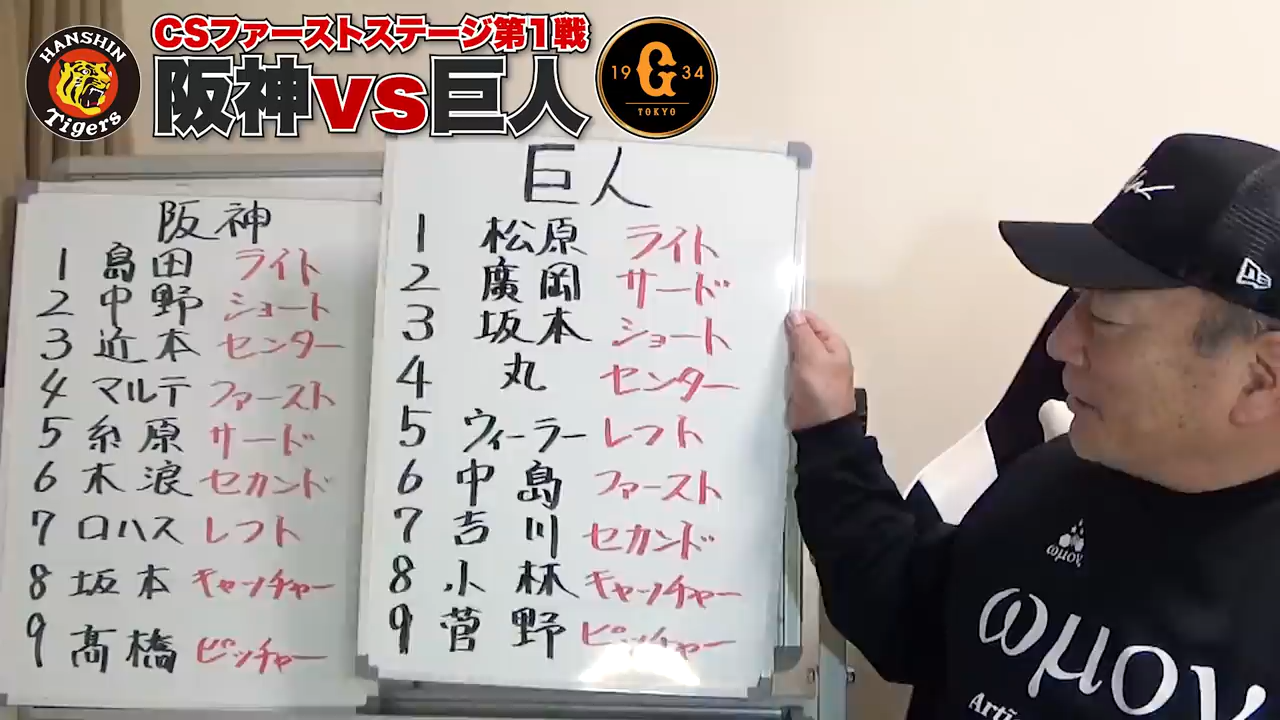 CSファーストステージ第1戦
阪神vs巨人
HANSHIN
Tigers
19 G 34
TOKYO
阪神
1 島田 ライト
2 中野 ショート
3 近本 センター
4 マルテ ファースト
5 糸原 サード
6 木浪 セカンド
7 ロハス レフト
8 坂本 キャッチャー
9 高橋 ピッチャー
巨人
1 松原 ライト
2 廣岡 サード
3 坂本 ショート
4 丸 センター
5 ウィーラー レフト
6 中島 ファースト
7 吉川 セカンド
8 小林 キャッチャー
9 菅野 ピッチャー
ωμον
ωμον